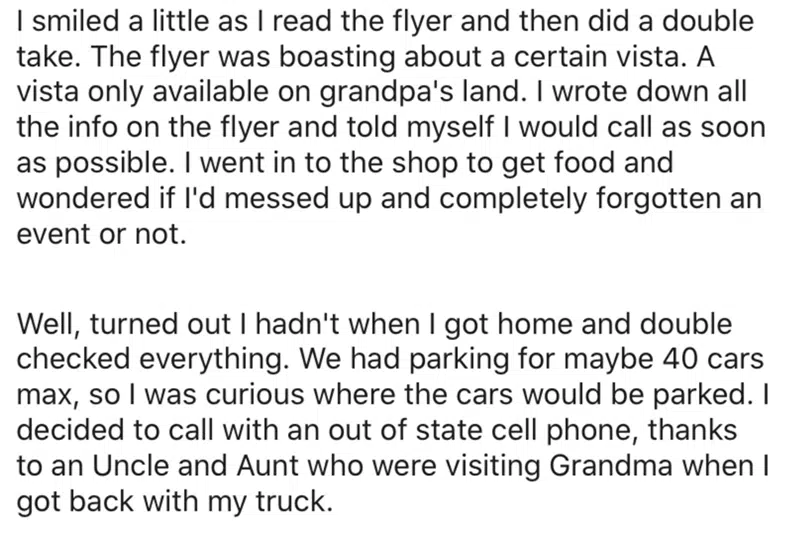 I smiled a little as I read the flyer and then did a double
take. The flyer was boasting about a certain vista. A
vista only available on grandpa's land. I wrote down all
the info on the flyer and told myself I would call as soon
as possible. I went in to the shop to get food and
wondered if I'd messed up and completely forgotten an
event or not.
Well, turned out I hadn't when I got home and double
checked everything. We had parking for maybe 40 cars
max, so I was curious where the cars would be parked. I
decided to call with an out of state cell phone, thanks
to an Uncle and Aunt who were visiting Grandma when I
got back with my truck.